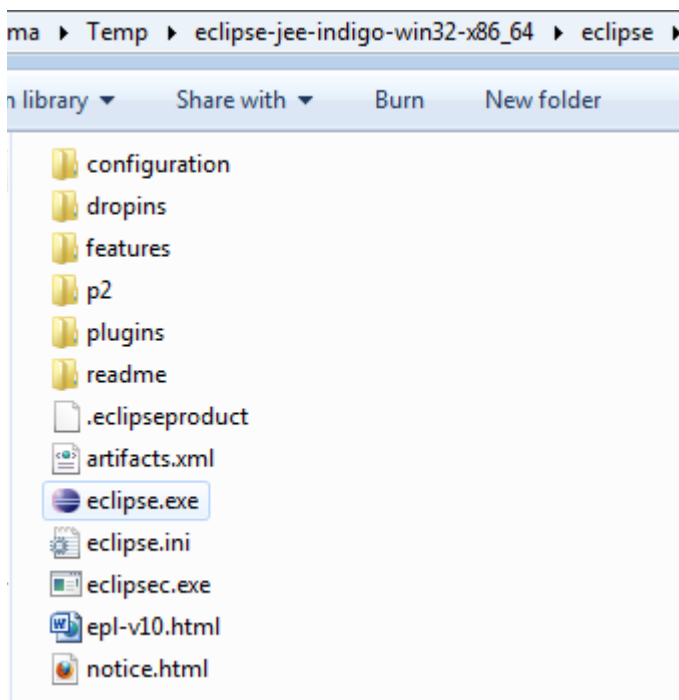 ma ▸ Temp ▸ eclipse-jee-indigo-win32-x86_64 ▸ eclipse ▸
library ▾ Share with ▾ Burn New folder
configuration
dropins
features
p2
plugins
readme
.eclipseproduct
artifacts.xml
eclipse.exe
eclipse.ini
eclipsec.exe
epl-v10.html
notice.html